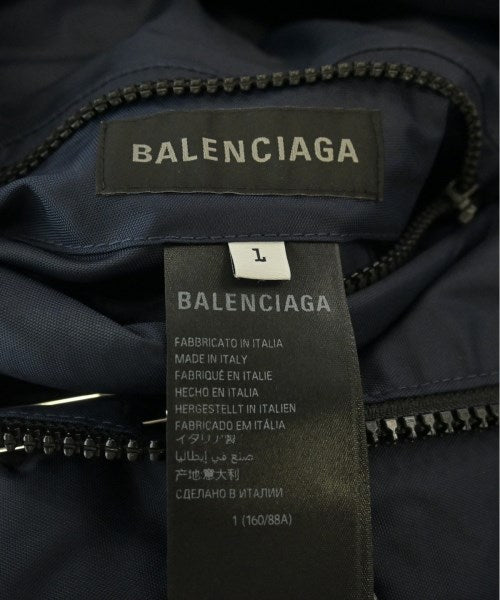 BALENCIAGA
1
BALENCIAGA
FABBRICATO IN ITALIA
MADE IN ITALY
FABRIQUÉ EN ITALIE
HECHO EN ITALIA
HERGESTELLT IN ITALIEN
FABRICADO EM ITÁLIA
イタリア製
صنع في إيطاليا
产地:意大利
СДЕЛАНО В ИТАЛИИ
1 (160/88A)